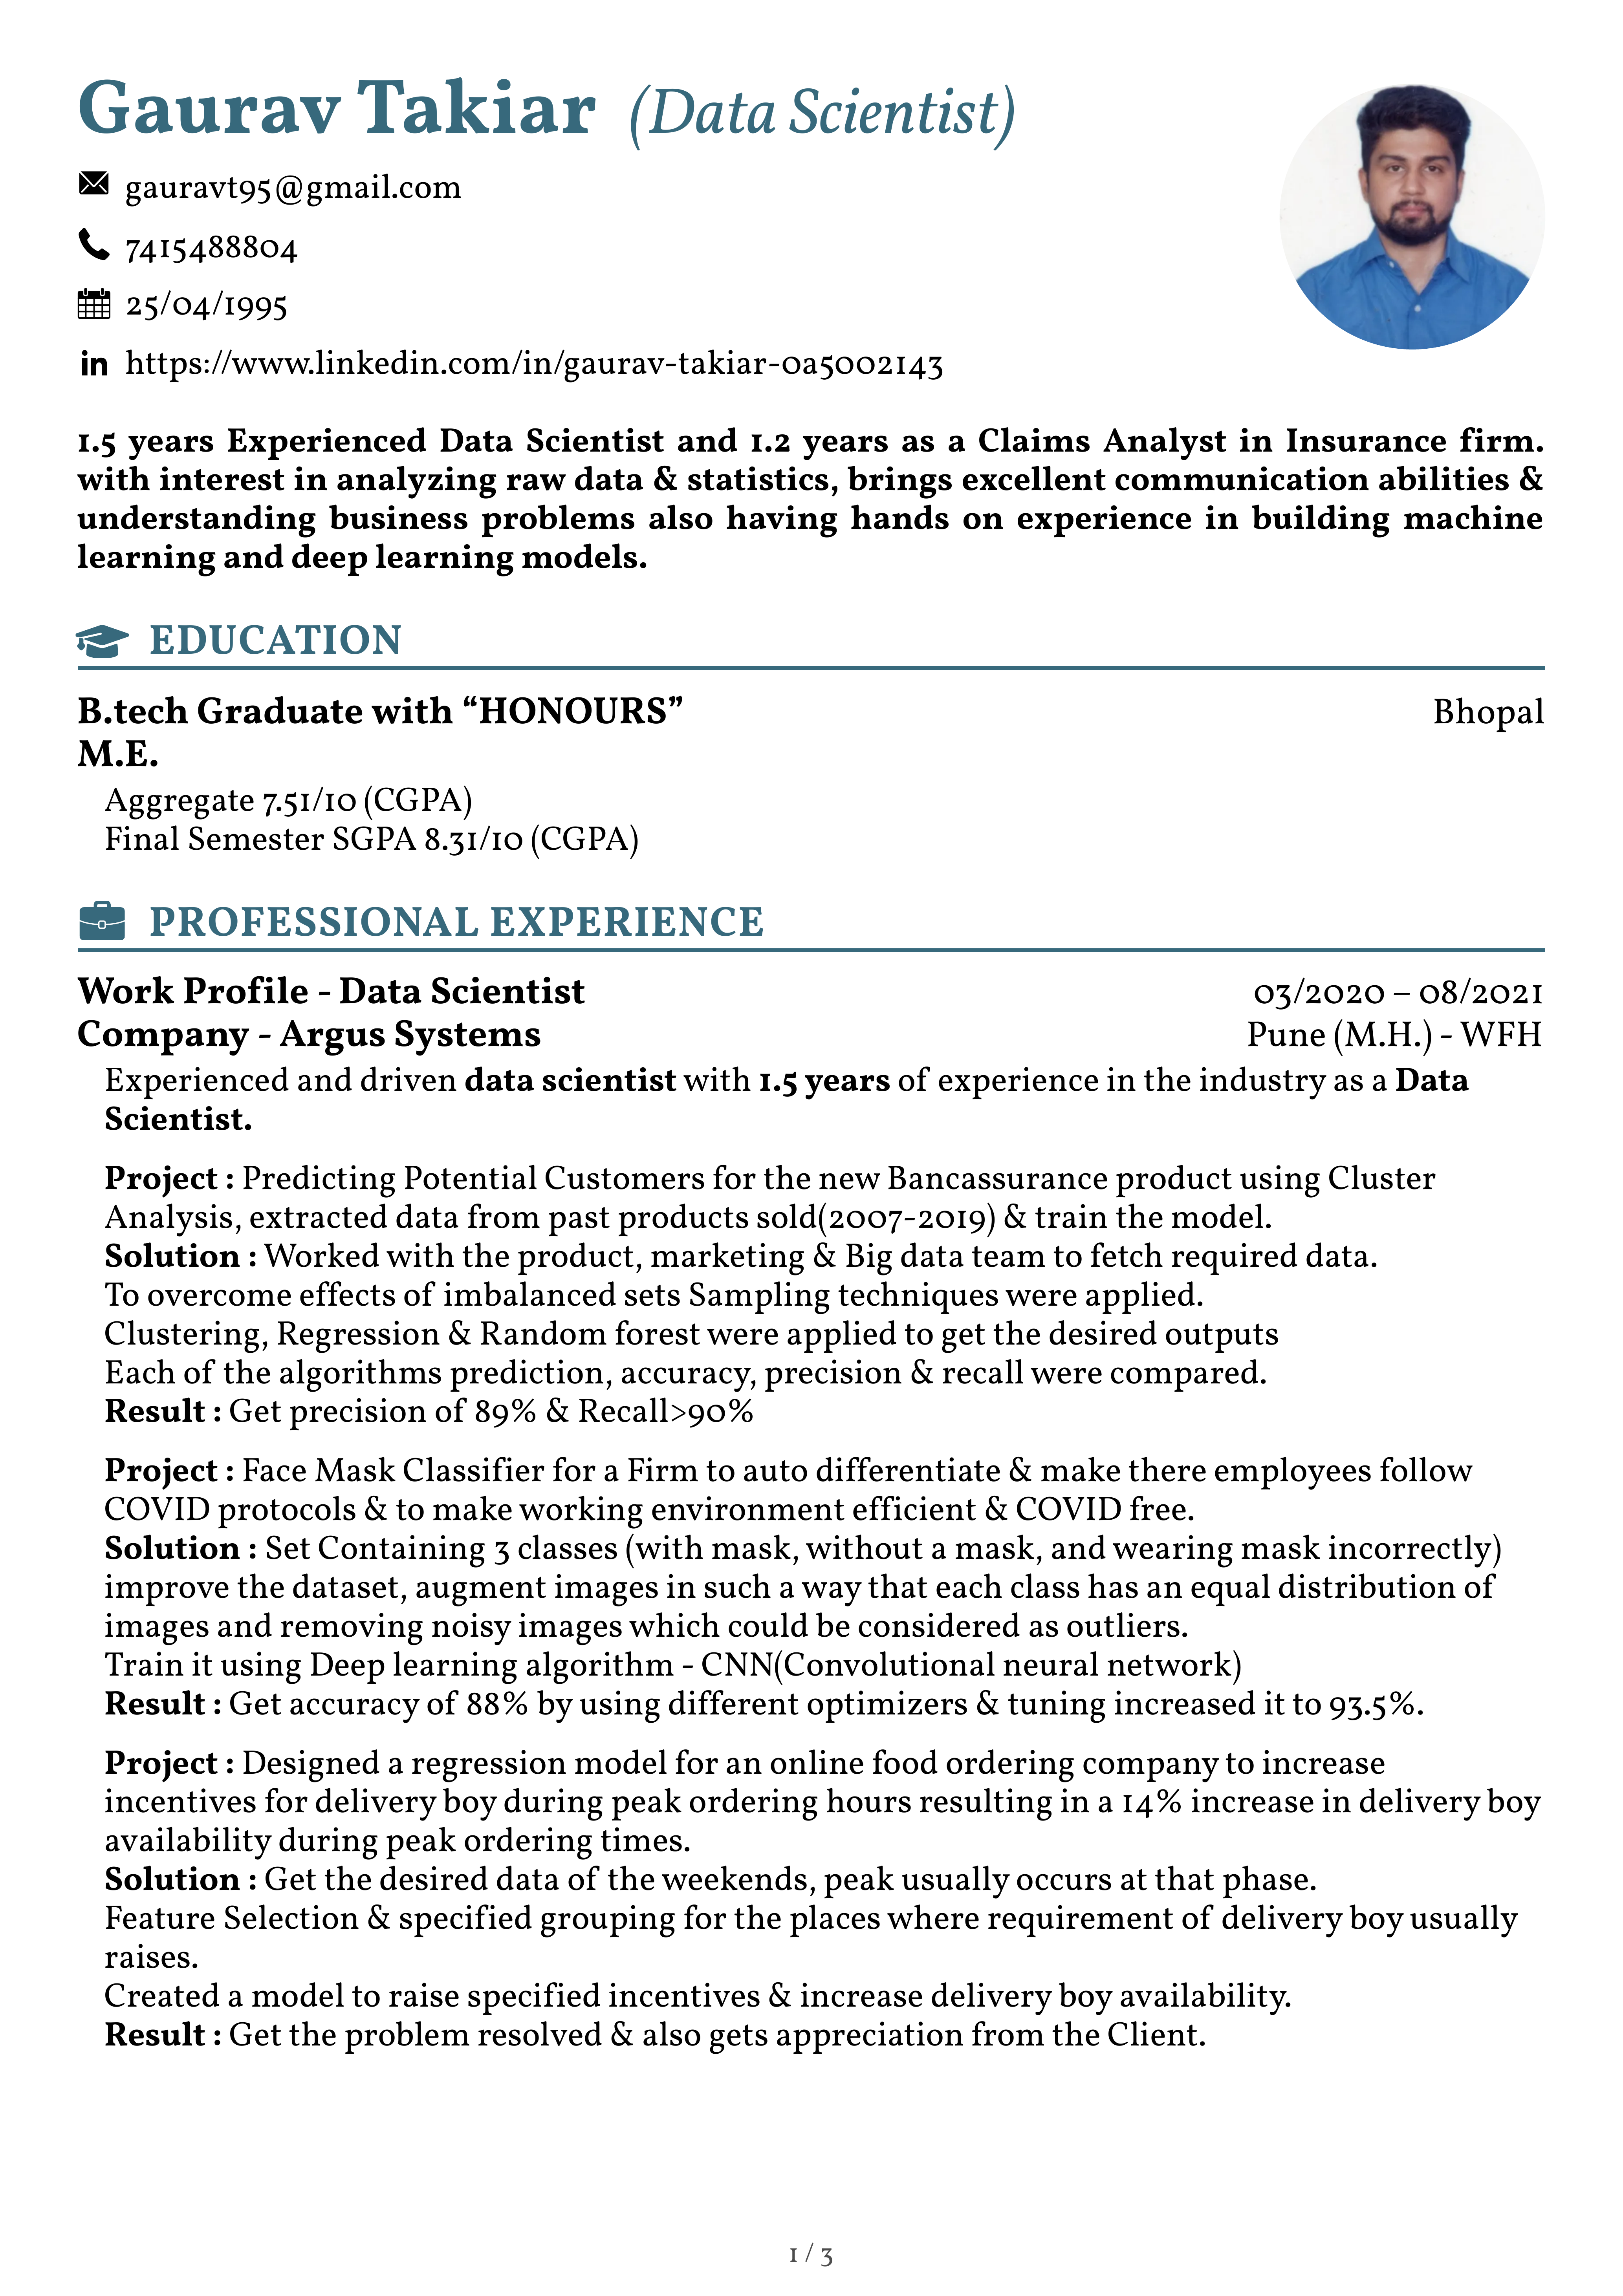 Gaurav Takiar (Data Scientist)
gauravt95@gmail.com
7415488804
25/04/1995
in https://www.linkedin.com/in/gaurav-takiar-0a5002143
1.5 years Experienced Data Scientist and 1.2 years as a Claims Analyst in Insurance firm.
with interest in analyzing raw data & statistics, brings excellent communication abilities &
understanding business problems also having hands on experience in building machine
learning and deep learning models.
EDUCATION
B.tech Graduate with “HONOURS” Bhopal
M.E.
Aggregate 7.51/10 (CGPA)
Final Semester SGPA 8.31/10 (CGPA)
PROFESSIONAL EXPERIENCE
Work Profile - Data Scientist 03/2020 – 08/2021
Company - Argus Systems Pune (M.H.) - WFH
Experienced and driven data scientist with 1.5 years of experience in the industry as a Data
Scientist.
Project : Predicting Potential Customers for the new Bancassurance product using Cluster
Analysis, extracted data from past products sold(2007-2019) & train the model.
Solution : Worked with the product, marketing & Big data team to fetch required data.
To overcome effects of imbalanced sets Sampling techniques were applied.
Clustering, Regression & Random forest were applied to get the desired outputs
Each of the algorithms prediction, accuracy, precision & recall were compared.
Result : Get precision of 89% & Recall>90%
Project : Face Mask Classifier for a Firm to auto differentiate & make there employees follow
COVID protocols & to make working environment efficient & COVID free.
Solution : Set Containing 3 classes (with mask, without a mask, and wearing mask incorrectly)
improve the dataset, augment images in such a way that each class has an equal distribution of
images and removing noisy images which could be considered as outliers.
Train it using Deep learning algorithm - CNN(Convolutional neural network)
Result : Get accuracy of 88% by using different optimizers & tuning increased it to 93.5%.
Project : Designed a regression model for an online food ordering company to increase
incentives for delivery boy during peak ordering hours resulting in a 14% increase in delivery boy
availability during peak ordering times.
Solution : Get the desired data of the weekends, peak usually occurs at that phase.
Feature Selection & specified grouping for the places where requirement of delivery boy usually
raises.
Created a model to raise specified incentives & increase delivery boy availability.
Result : Get the problem resolved & also gets appreciation from the Client.
1 / 3